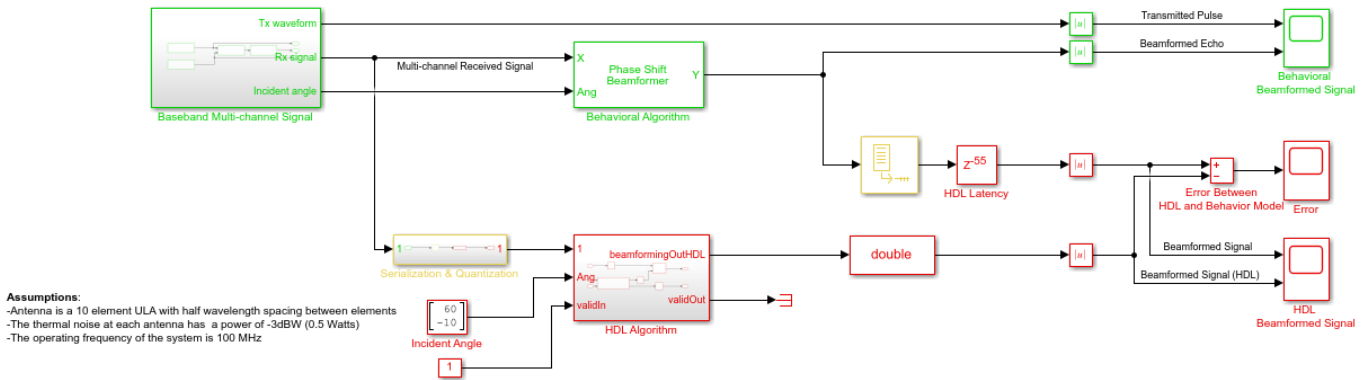 Tx waveform
Rx signal
Incident angle
Baseband Multi-channel Signal
Multi-channel Received Signal
X
Ang
Phase Shift
Beamformer
Y
Behavioral Algorithm
|u|
Transmitted Pulse
|u|
Beamformed Echo
Behavioral
Beamformed Signal
Z-55
HDL Latency
|u|
+
−
Error Between
HDL and Behavior Model
Error
1
1
Serialization & Quantization
1
Ang
validIn
beamformingOutHDL
validOut
HDL Algorithm
double
|u|
Beamformed Signal
Beamformed Signal (HDL)
HDL
Beamformed Signal
Assumptions:
-Antenna is a 10 element ULA with half wavelength spacing between elements
-The thermal noise at each antenna has a power of -3dBW (0.5 Watts)
-The operating frequency of the system is 100 MHz
60
-10
Incident Angle
1